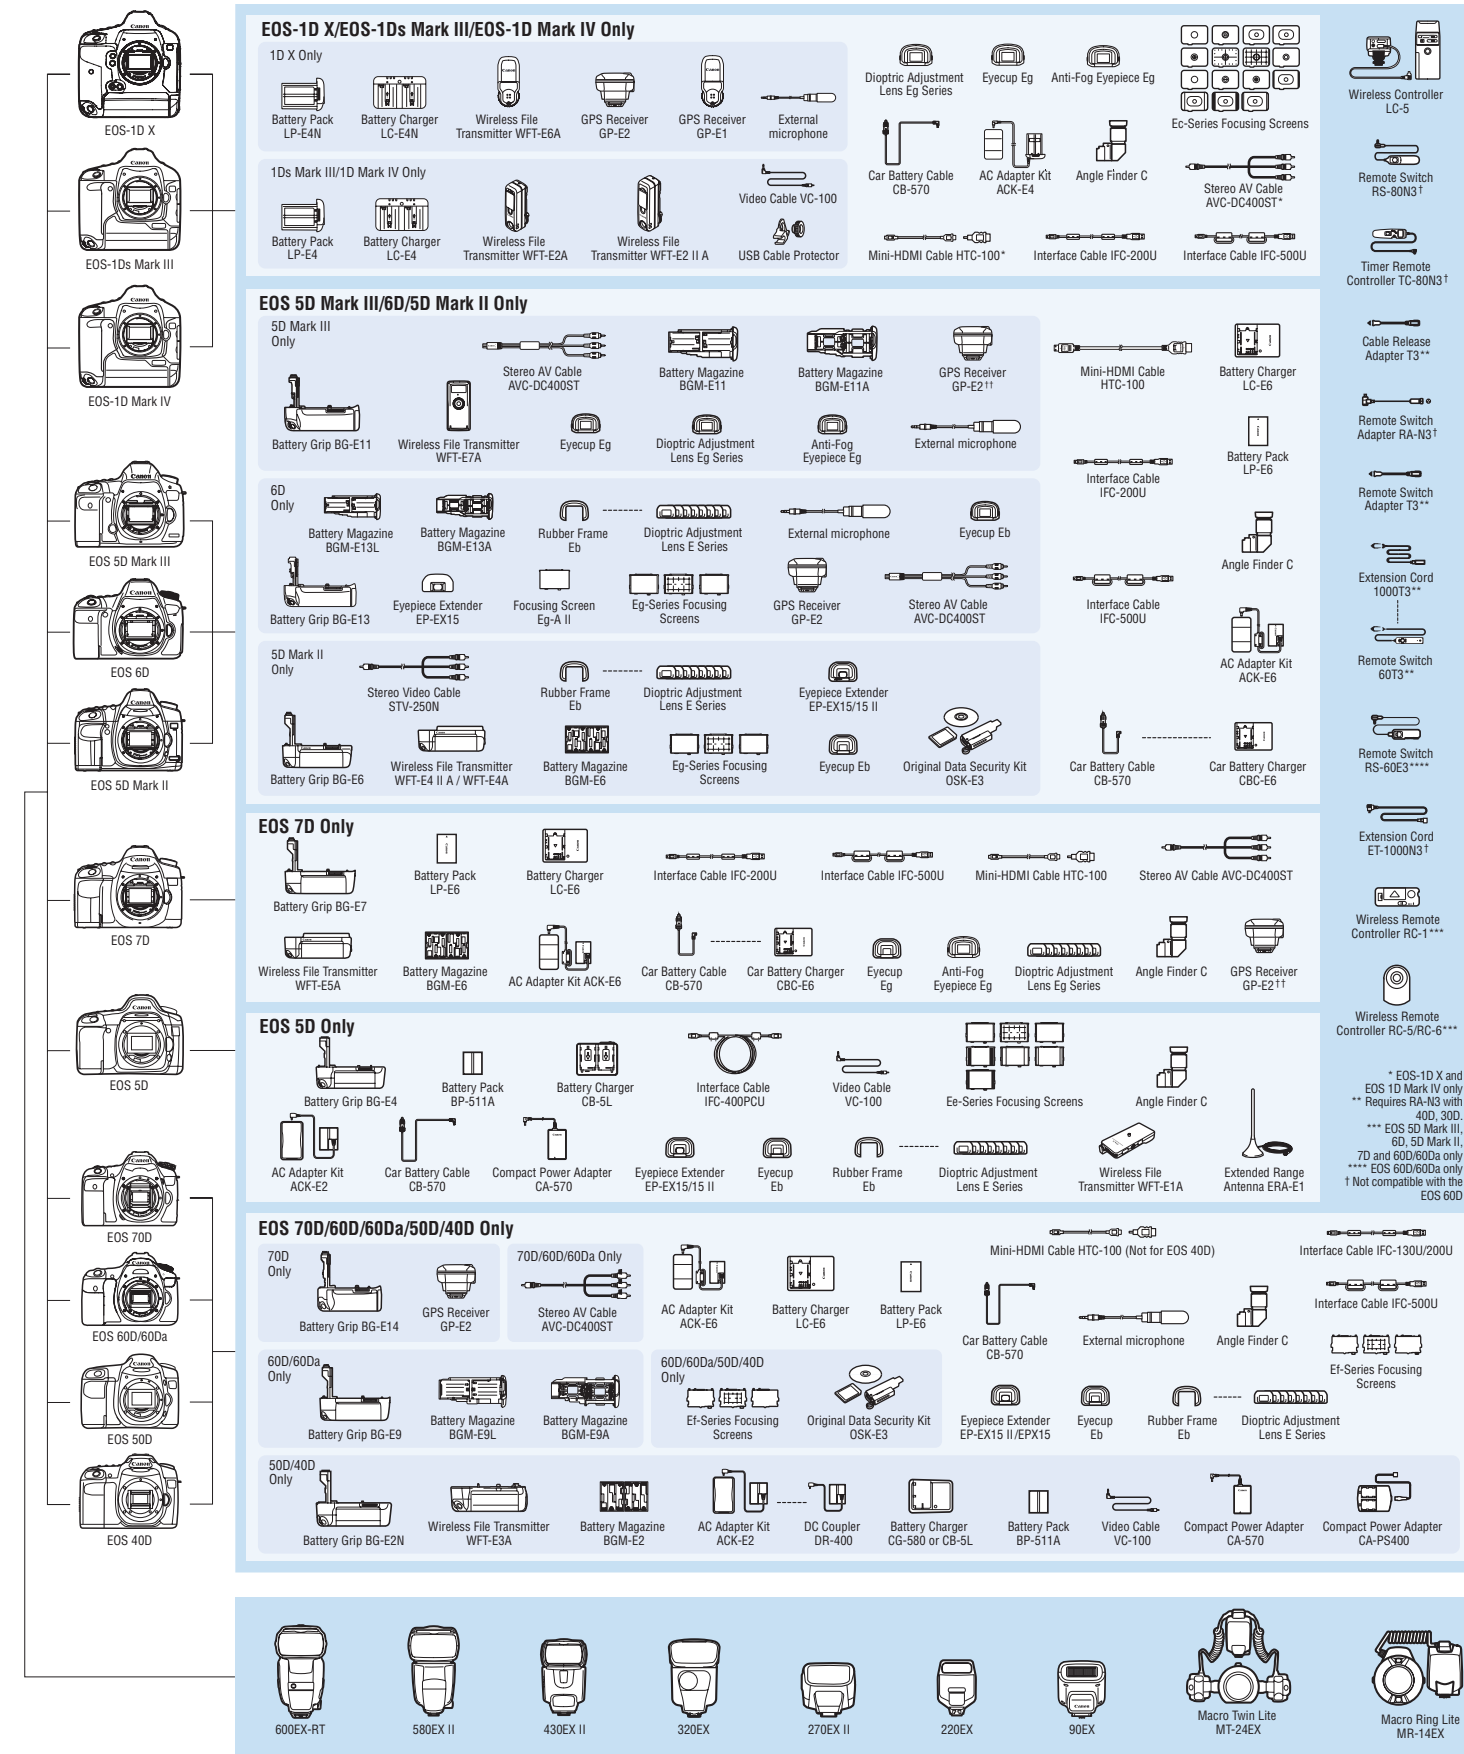 EOS-1D X
EOS-1Ds Mark III
EOS-1D Mark IV
EOS 5D Mark III
EOS 6D
EOS 5D Mark II
EOS 7D
EOS 5D
EOS 70D
EOS 60D/60Da
EOS 50D
EOS 40D
EOS-1D X/EOS-1Ds Mark III/EOS-1D Mark IV Only
1D X Only
Battery Pack
LP-E4N
Battery Charger
LC-E4N
Wireless File
Transmitter WFT-E6A
GPS Receiver
GP-E2
GPS Receiver
GP-E1
External
microphone
1Ds Mark III/1D Mark IV Only
Battery Pack
LP-E4
Battery Charger
LC-E4
Wireless File
Transmitter WFT-E2A
Wireless File
Transmitter WFT-E2 II A
Video Cable VC-100
USB Cable Protector
Dioptric Adjustment
Lens Eg Series
Eyecup Eg
Anti-Fog Eyepiece Eg
Ec-Series Focusing Screens
Car Battery Cable
CB-570
AC Adapter Kit
ACK-E4
Angle Finder C
Stereo AV Cable
AVC-DC400ST*
Mini-HDMI Cable HTC-100*
Interface Cable IFC-200U
Interface Cable IFC-500U
EOS 5D Mark III/6D/5D Mark II Only
5D Mark III
Only
Stereo AV Cable
AVC-DC400ST
Battery Magazine
BGM-E11
Battery Magazine
BGM-E11A
GPS Receiver
GP-E2††
Battery Grip BG-E11
Wireless File Transmitter
WFT-E7A
Eyecup Eg
Dioptric Adjustment
Lens Eg Series
Anti-Fog
Eyepiece Eg
External microphone
6D
Only
Battery Magazine
BGM-E13L
Battery Magazine
BGM-E13A
Rubber Frame
Eb
Dioptric Adjustment
Lens E Series
External microphone
Eyecup Eb
Battery Grip BG-E13
Eyepiece Extender
EP-EX15
Focusing Screen
Eg-A II
Eg-Series Focusing
Screens
GPS Receiver
GP-E2
Stereo AV Cable
AVC-DC400ST
5D Mark II
Only
Stereo Video Cable
STV-250N
Rubber Frame
Eb
Dioptric Adjustment
Lens E Series
Eyepiece Extender
EP-EX15/15 II
Battery Grip BG-E6
Wireless File Transmitter
WFT-E4 II A / WFT-E4A
Battery Magazine
BGM-E6
Eg-Series Focusing
Screens
Eyecup Eb
Original Data Security Kit
OSK-E3
Mini-HDMI Cable
HTC-100
Battery Charger
LC-E6
Interface Cable
IFC-200U
Battery Pack
LP-E6
Angle Finder C
Interface Cable
IFC-500U
AC Adapter Kit
ACK-E6
Car Battery Cable
CB-570
Car Battery Charger
CBC-E6
EOS 7D Only
Battery Grip BG-E7
Battery Pack
LP-E6
Battery Charger
LC-E6
Interface Cable IFC-200U
Interface Cable IFC-500U
Mini-HDMI Cable HTC-100
Stereo AV Cable AVC-DC400ST
Wireless File Transmitter
WFT-E5A
Battery Magazine
BGM-E6
AC Adapter Kit ACK-E6
Car Battery Cable
CB-570
Car Battery Charger
CBC-E6
Eyecup
Eg
Anti-Fog
Eyepiece Eg
Dioptric Adjustment
Lens Eg Series
Angle Finder C
GPS Receiver
GP-E2††
EOS 5D Only
Battery Grip BG-E4
Battery Pack
BP-511A
Battery Charger
CB-5L
Interface Cable
IFC-400PCU
Video Cable
VC-100
Ee-Series Focusing Screens
Angle Finder C
AC Adapter Kit
ACK-E2
Car Battery Cable
CB-570
Compact Power Adapter
CA-570
Eyepiece Extender
EP-EX15/15 II
Eyecup
Eb
Rubber Frame
Eb
Dioptric Adjustment
Lens E Series
Wireless File
Transmitter WFT-E1A
Extended Range
Antenna ERA-E1
EOS 70D/60D/60Da/50D/40D Only
70D
Only
Battery Grip BG-E14
GPS Receiver
GP-E2
70D/60D/60Da Only
Stereo AV Cable
AVC-DC400ST
AC Adapter Kit
ACK-E6
Battery Charger
LC-E6
Battery Pack
LP-E6
Mini-HDMI Cable HTC-100 (Not for EOS 40D)
Interface Cable IFC-130U/200U
Car Battery Cable
CB-570
External microphone
Angle Finder C
Interface Cable IFC-500U
Ef-Series Focusing
Screens
60D/60Da
Only
Battery Grip BG-E9
Battery Magazine
BGM-E9L
Battery Magazine
BGM-E9A
60D/60Da/50D/40D
Only
Ef-Series Focusing
Screens
Original Data Security Kit
OSK-E3
Eyepiece Extender
EP-EX15 II/EPX15
Eyecup
Eb
Rubber Frame
Eb
Dioptric Adjustment
Lens E Series
50D/40D
Only
Battery Grip BG-E2N
Wireless File Transmitter
WFT-E3A
Battery Magazine
BGM-E2
AC Adapter Kit
ACK-E2
DC Coupler
DR-400
Battery Charger
CG-580 or CB-5L
Battery Pack
BP-511A
Video Cable
VC-100
Compact Power Adapter
CA-570
Compact Power Adapter
CA-PS400
Wireless Controller
LC-5
Remote Switch
RS-80N3†
Timer Remote
Controller TC-80N3†
Cable Release
Adapter T3**
Remote Switch
Adapter RA-N3†
Remote Switch
Adapter T3**
Extension Cord
1000T3**
Remote Switch
60T3**
Remote Switch
RS-60E3****
Extension Cord
ET-1000N3†
Wireless Remote
Controller RC-1***
Wireless Remote
Controller RC-5/RC-6***
* EOS-1D X and
EOS 1D Mark IV only
** Requires RA-N3 with
40D, 30D.
*** EOS 5D Mark III,
6D, 5D Mark II,
7D and 60D/60Da only
**** EOS 60D/60Da only
† Not compatible with the
EOS 60D
600EX-RT
580EX II
430EX II
320EX
270EX II
220EX
90EX
Macro Twin Lite
MT-24EX
Macro Ring Lite
MR-14EX